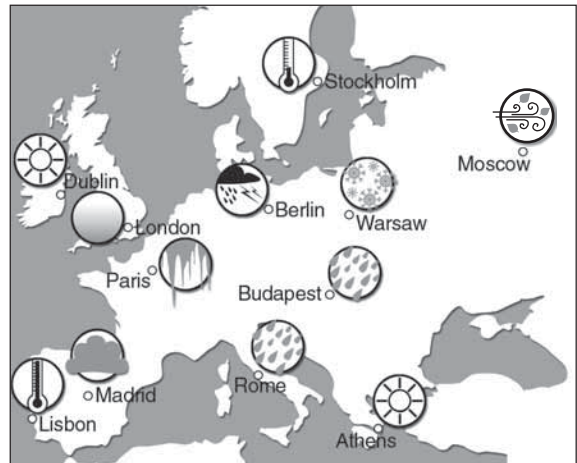 Stockholm
Moscow
Dublin
Berlin
Warsaw
London
Paris
Budapest
Rome
Madrid
Lisbon
Athens